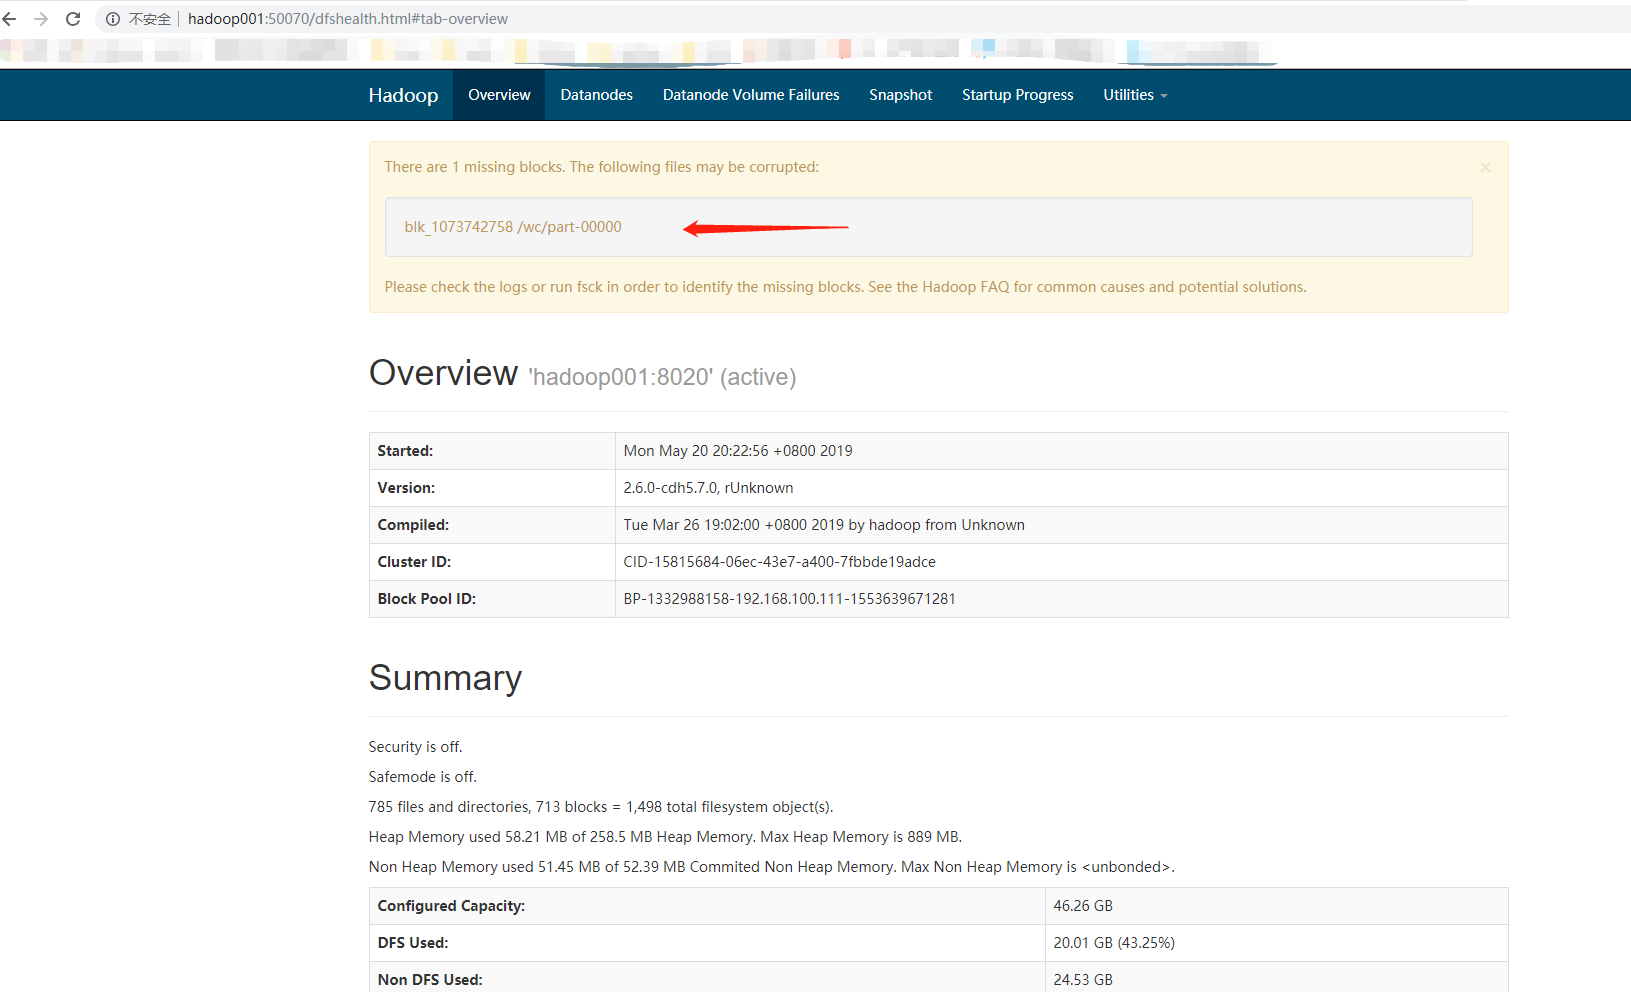 不安全 | hadoop001:50070/dfshealth.html#tab-overview
Hadoop Overview Datanodes Datanode Volume Failures Snapshot Startup Progress Utilities
There are 1 missing blocks. The following files may be corrupted: ×
blk_1073742758 /wc/part-00000
Please check the logs or run fsck in order to identify the missing blocks. See the Hadoop FAQ for common causes and potential solutions.
Overview 'hadoop001:8020' (active)
Started: Mon May 20 20:22:56 +0800 2019
Version: 2.6.0-cdh5.7.0, rUnknown
Compiled: Tue Mar 26 19:02:00 +0800 2019 by hadoop from Unknown
Cluster ID: CID-15815684-06ec-43e7-a400-7fbbde19adce
Block Pool ID: BP-1332988158-192.168.100.111-1553639671281
Summary
Security is off.
Safemode is off.
785 files and directories, 713 blocks = 1,498 total filesystem object(s).
Heap Memory used 58.21 MB of 258.5 MB Heap Memory. Max Heap Memory is 889 MB.
Non Heap Memory used 51.45 MB of 52.39 MB Commited Non Heap Memory. Max Non Heap Memory is <unbonded>.
Configured Capacity: 46.26 GB
DFS Used: 20.01 GB (43.25%)
Non DFS Used: 24.53 GB